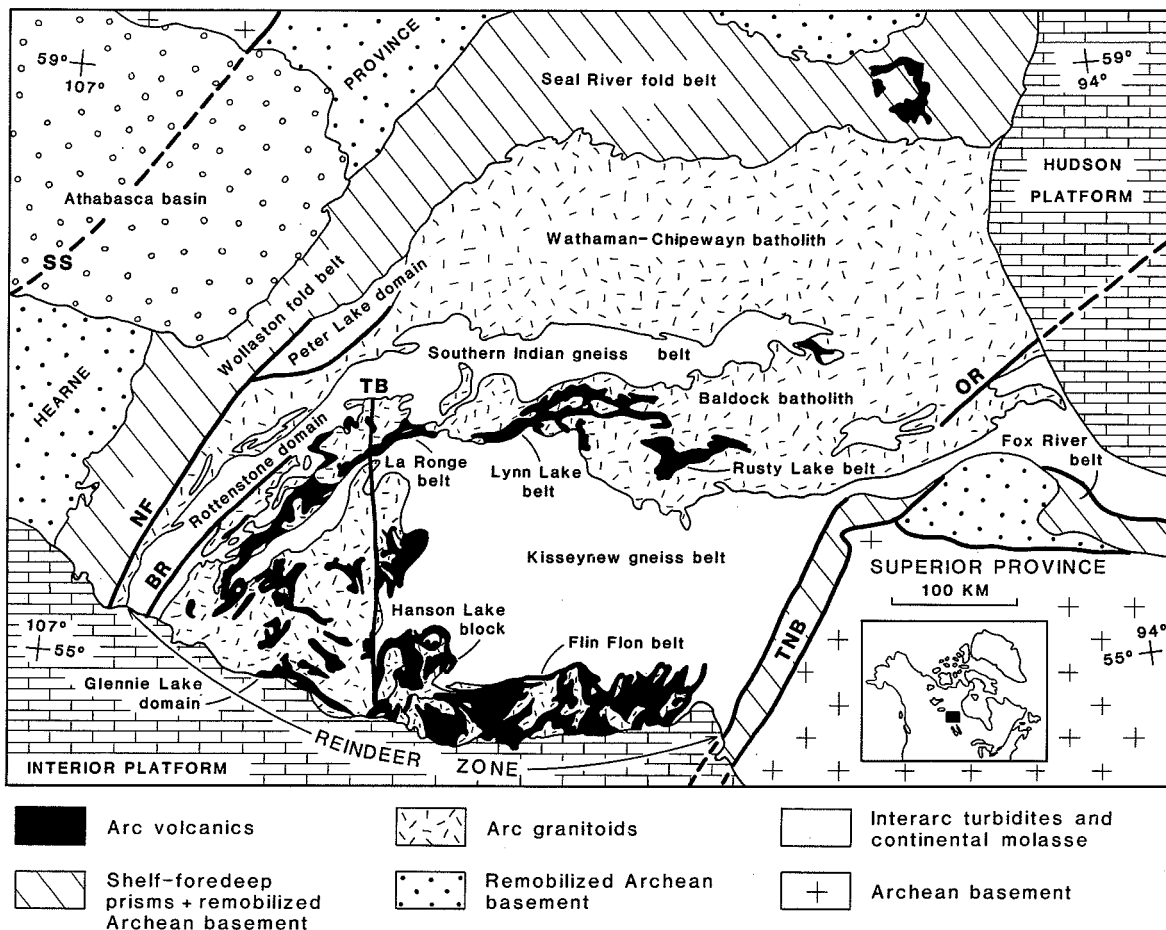 59°
107°
PROVINCE
Seal River fold belt
59°
94°
HUDSON
PLATFORM
Athabasca basin
SS
Wathaman-Chipewayn batholith
Wollaston fold belt
Peter Lake domain
Southern Indian gneiss belt
HEARNE
TB
OR
Baldock batholith
Fox River
belt
Rottenstone domain
La Ronge
belt
Lynn Lake
belt
Rusty Lake belt
NF
BR
Kisseynew gneiss belt
SUPERIOR PROVINCE
100 KM
107°
55°
Hanson Lake
block
Flin Flon belt
TNB
94°
55°
Glennie Lake
domain
REINDEER
ZONE
INTERIOR PLATFORM
N
Arc volcanics
Arc granitoids
Interarc turbidites and
continental molasse
Shelf-foredeep
prisms + remobilized
Archean basement
Remobilized Archean
basement
Archean basement